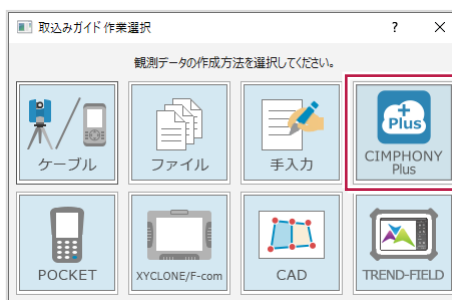 取込みガイド 作業選択
?
×
観測データの作成方法を選択してください。
ケーブル
ファイル
手入力
Plus
CIMPHONY
Plus
POCKET
XYCLONE/F-com
CAD
TREND-FIELD